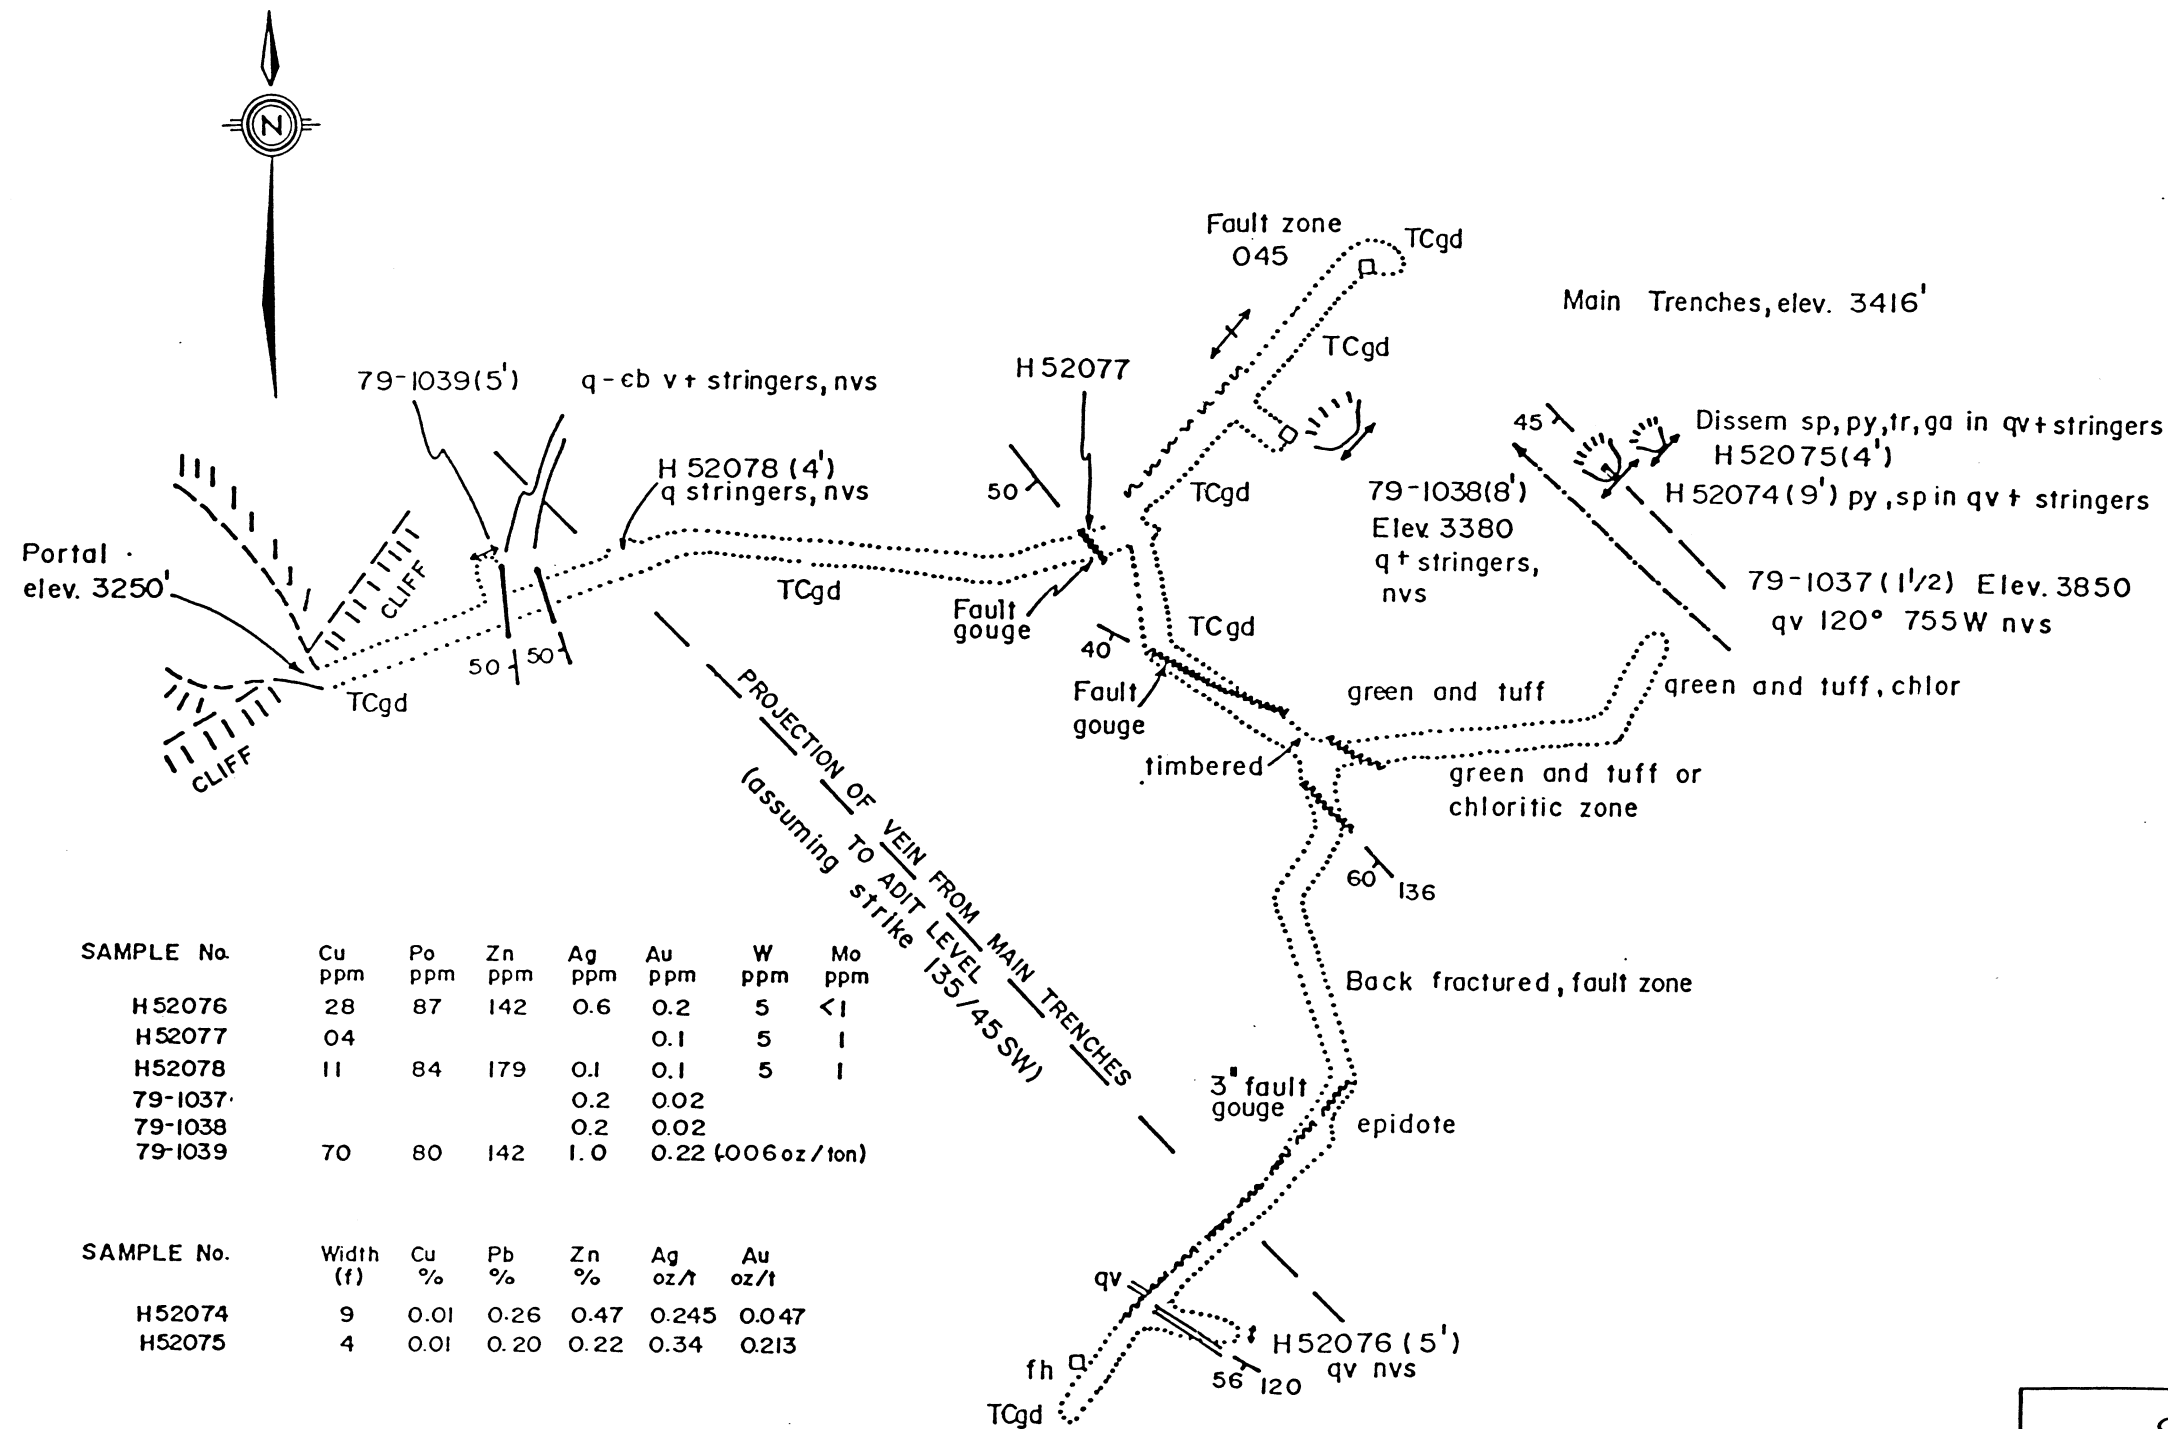 N
Fault zone
045
TCgd
Main Trenches, elev. 3416'
TCgd
79-1039(5')
q-cb v+ stringers, nvs
H52077
H 52078 (4')
q stringers, nvs
50
TCgd
79-1038(8')
Elev. 3380
q+ stringers,
nvs
45
Dissem sp, py, tr, ga in qv + stringers
H52075(4')
H52074(9') py, sp in qv + stringers
79-1037 (1 1/2) Elev. 3850
qv 120° 755W nvs
Portal
elev. 3250'
CLIFF
TCgd
Fault
gouge
TCgd
50
50
TCgd
CLIFF
40
Fault
gouge
green and tuff
green and tuff, chlor
timbered
green and tuff or
chloritic zone
60
136
PROJECTION OF VEIN FROM MAIN TRENCHES
TO ADIT LEVEL
(assuming strike 135/45SW)
Back fractured, fault zone
3" fault
gouge
epidote
SAMPLE No. Cu Po Zn Ag Au W Mo
ppm ppm ppm ppm ppm ppm ppm
H52076 28 87 142 0.6 0.2 5 <1
H52077 04 0.1 5 1
H52078 11 84 179 0.1 0.1 5 1
79-1037 0.2 0.02
79-1038 0.2 0.02
79-1039 70 80 142 1.0 0.22 (.006oz/ton)
SAMPLE No. Width Cu Pb Zn Ag Au
(f) % % % oz/t oz/t
H52074 9 0.01 0.26 0.47 0.245 0.047
H52075 4 0.01 0.20 0.22 0.34 0.213
qv
H52076 (5')
qv nvs
fh
56
120
TCgd